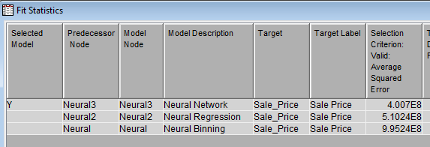 Fit Statistics
Selected Model Predecessor Node Model Node Model Description Target Target Label Selection Criterion: Valid: Average Squared Error
Y Neural3 Neural3 Neural Network Sale_Price Sale Price 4.007E8
Neural2 Neural2 Neural Regression Sale_Price Sale Price 5.1024E8
Neural Neural Neural Binning Sale_Price Sale Price 9.9524E8